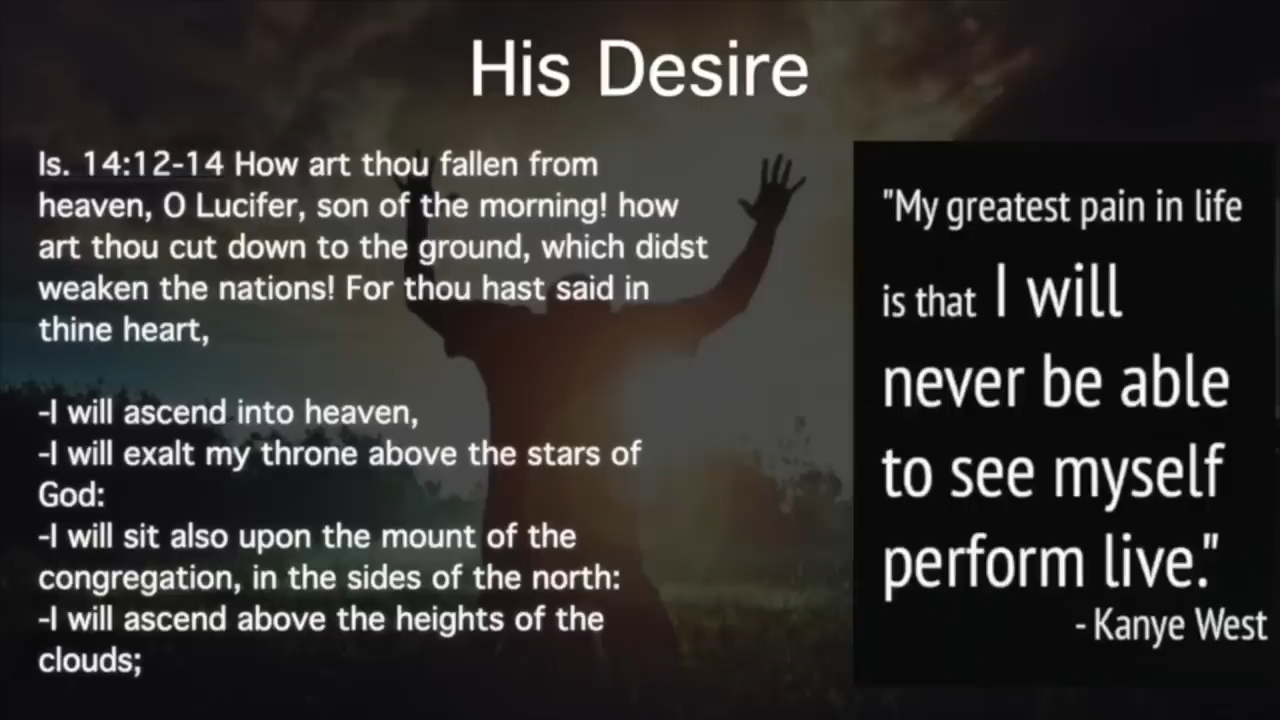 His Desire
Is. 14:12-14 How art thou fallen from
heaven, O Lucifer, son of the morning! how
art thou cut down to the ground, which didst
weaken the nations! For thou hast said in
thine heart,
-I will ascend into heaven,
-I will exalt my throne above the stars of
God:
-I will sit also upon the mount of the
congregation, in the sides of the north:
-I will ascend above the heights of the
clouds;
"My greatest pain in life
is that I will
never be able
to see myself
perform live."
- Kanye West